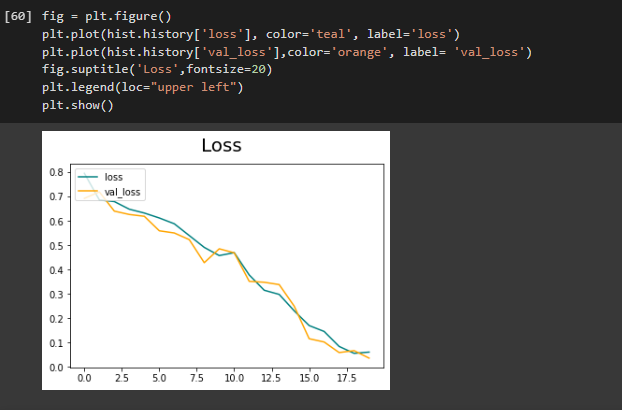 [60] fig = plt.figure()
plt.plot(hist.history['loss'], color='teal', label='loss')
plt.plot(hist.history['val_loss'],color='orange', label= 'val_loss')
fig.suptitle('Loss',fontsize=20)
plt.legend(loc="upper left")
plt.show()
Loss
loss
val_loss
0.8
0.7
0.6
0.5
0.4
0.3
0.2
0.1
0.0
0.0 2.5 5.0 7.5 10.0 12.5 15.0 17.5